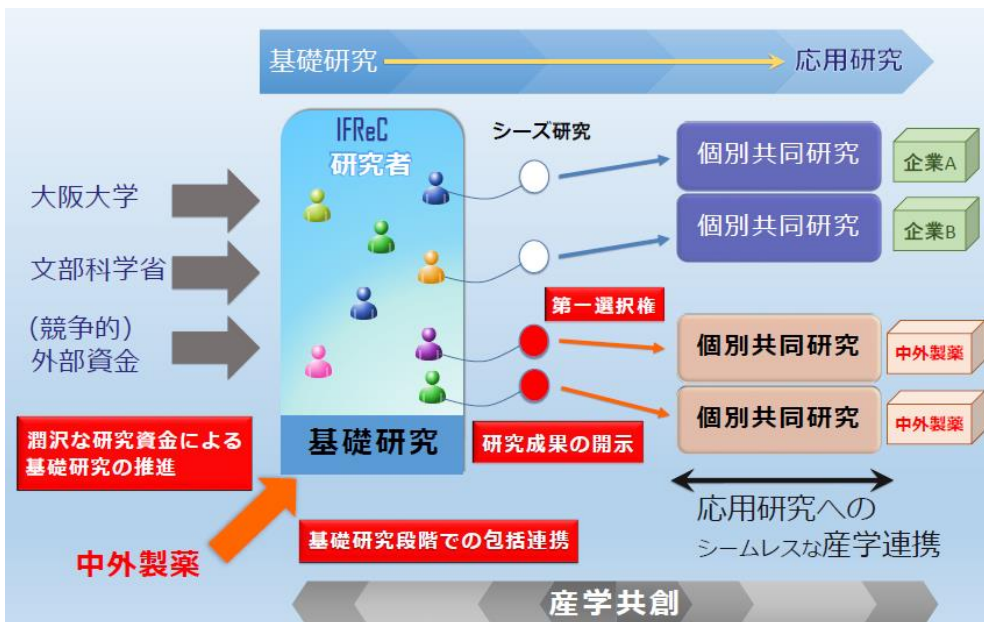 基礎研究
応用研究
IFReC
研究者
シーズ研究
個別共同研究
企業A
大阪大学
個別共同研究
企業B
文部科学省
第一選択権
(競争的)
外部資金
個別共同研究
中外製薬
個別共同研究
中外製薬
潤沢な研究資金による
基礎研究の推進
基礎研究
研究成果の開示
応用研究への
シームレスな産学連携
基礎研究段階での包括連携
中外製薬
産学共創